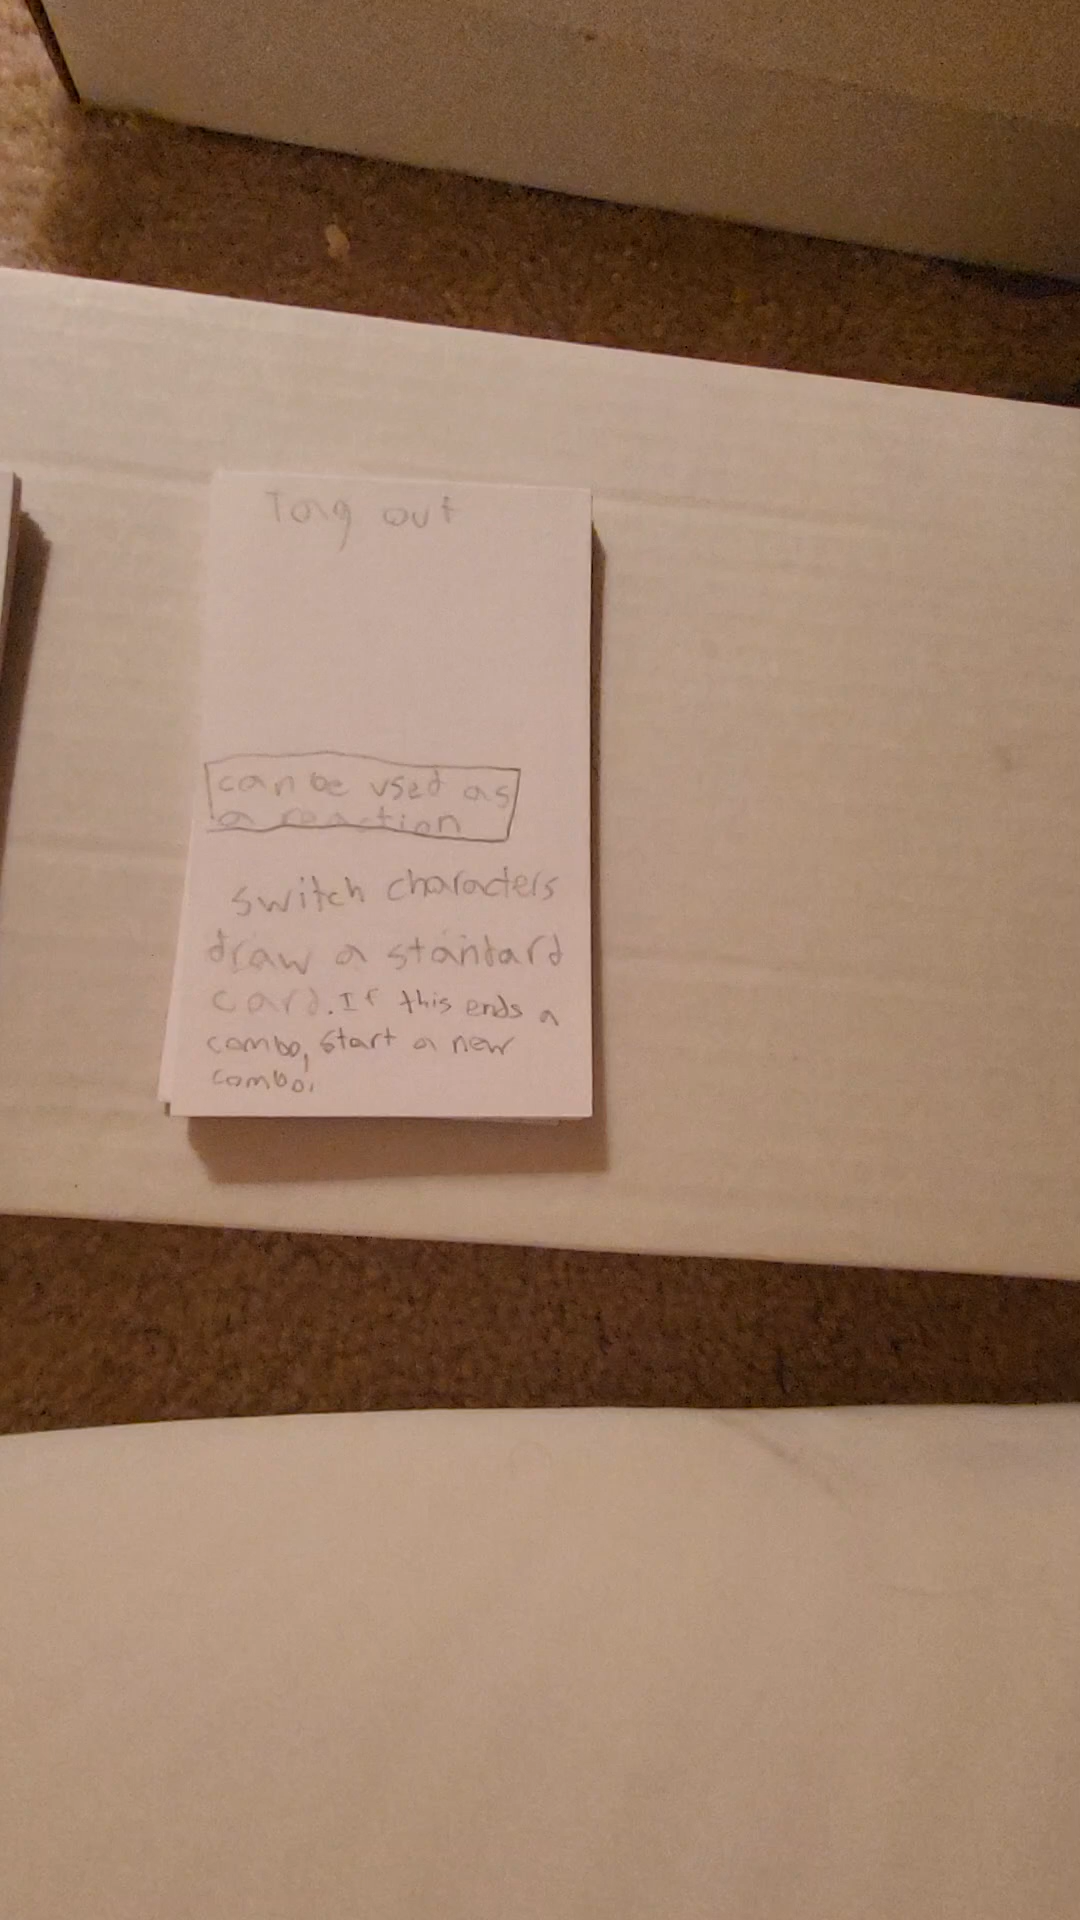 Tag out
can be used as
a reaction
switch characters
draw a standard
card. If this ends a
combo, start a new
combo.